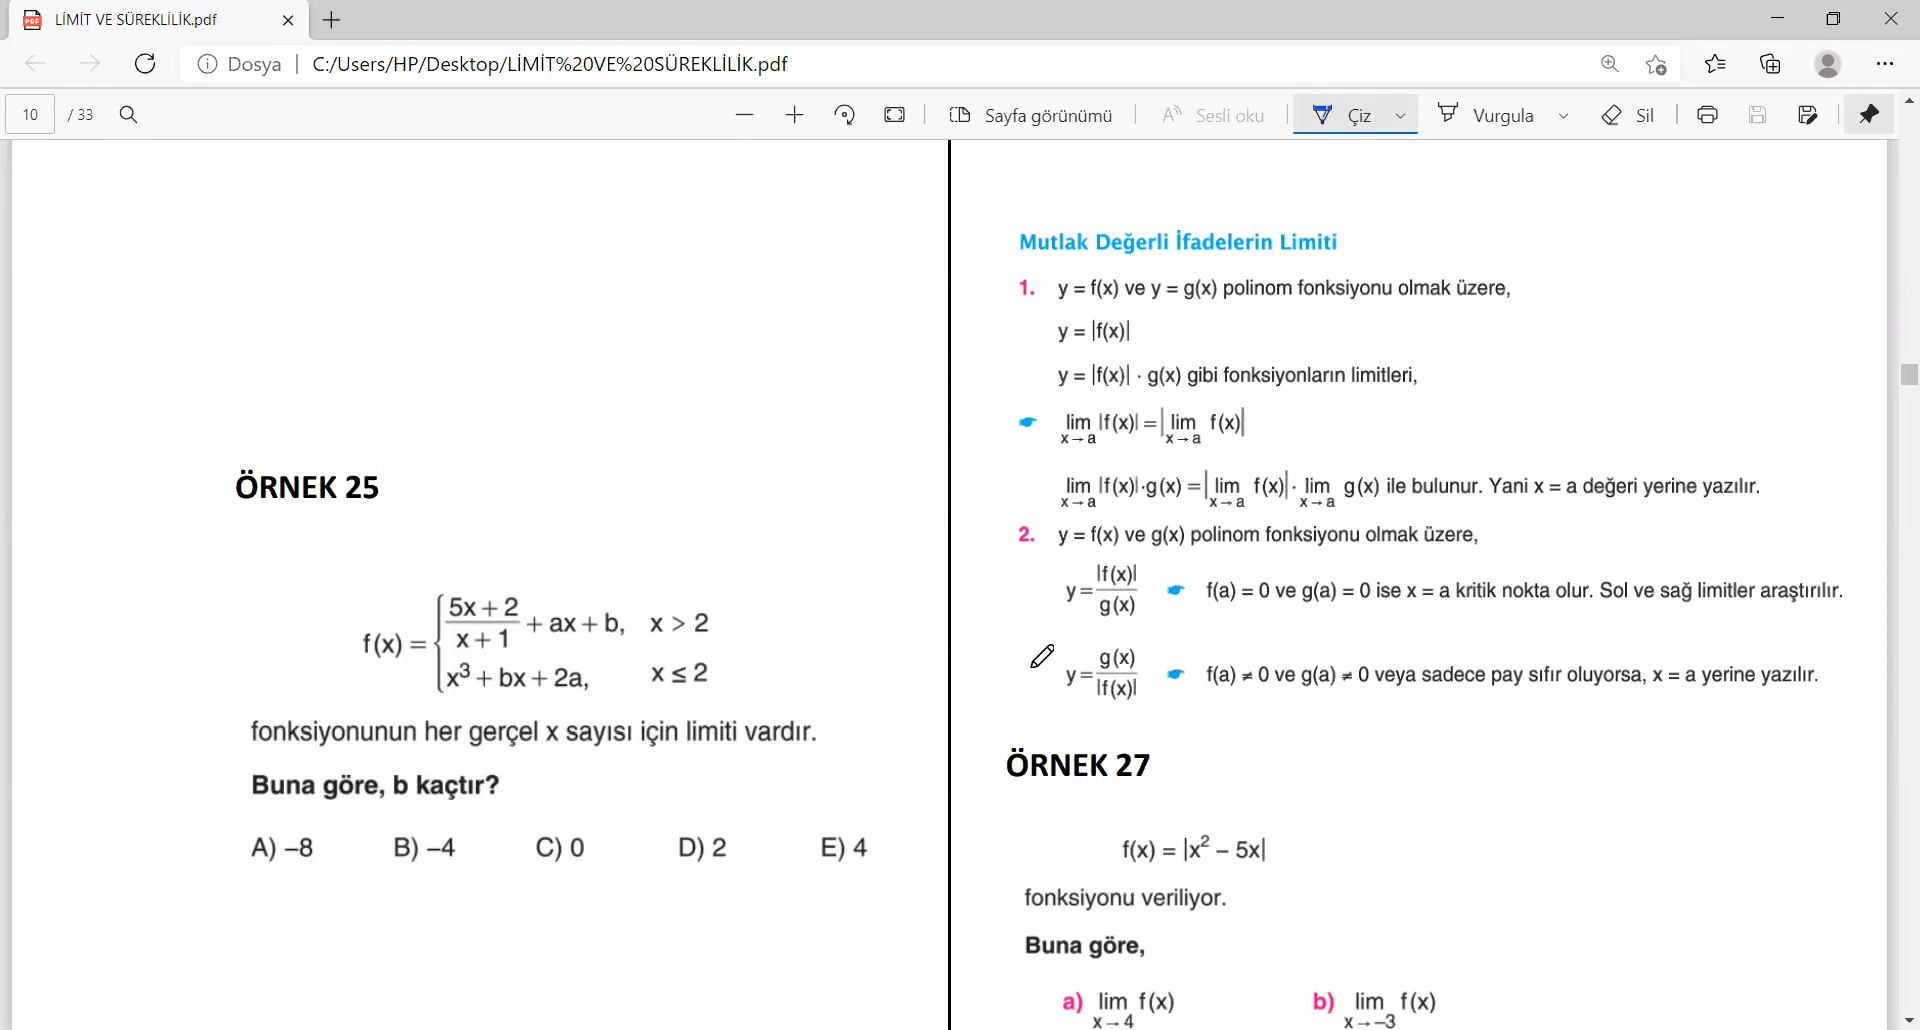 LİMİT VE SÜREKLİLİK.pdf
Dosya | C:/Users/HP/Desktop/LİMİT%20VE%20SÜREKLİLİK.pdf
10 / 33 Sayfa görünümü Sesli oku Çiz Vurgula Sil
ÖRNEK 25
f(x) = { (5x + 2)/(x + 1) + ax + b, x > 2
x³ + bx + 2a, x ≤ 2
fonksiyonunun her gerçel x sayısı için limiti vardır.
Buna göre, b kaçtır?
A) –8 B) –4 C) 0 D) 2 E) 4
Mutlak Değerli İfadelerin Limiti
1. y = f(x) ve y = g(x) polinom fonksiyonu olmak üzere,
y = |f(x)|
y = |f(x)| · g(x) gibi fonksiyonların limitleri,
lim x→a |f(x)| = |lim x→a f(x)|
lim x→a |f(x)|·g(x) = |lim x→a f(x)| · lim x→a g(x) ile bulunur. Yani x = a değeri yerine yazılır.
2. y = f(x) ve g(x) polinom fonksiyonu olmak üzere,
y = |f(x)|/g(x) f(a) = 0 ve g(a) = 0 ise x = a kritik nokta olur. Sol ve sağ limitler araştırılır.
y = g(x)/|f(x)| f(a) ≠ 0 ve g(a) ≠ 0 veya sadece pay sıfır oluyorsa, x = a yerine yazılır.
ÖRNEK 27
f(x) = |x² – 5x|
fonksiyonu veriliyor.
Buna göre,
a) lim x→4 f(x) b) lim x→–3 f(x)